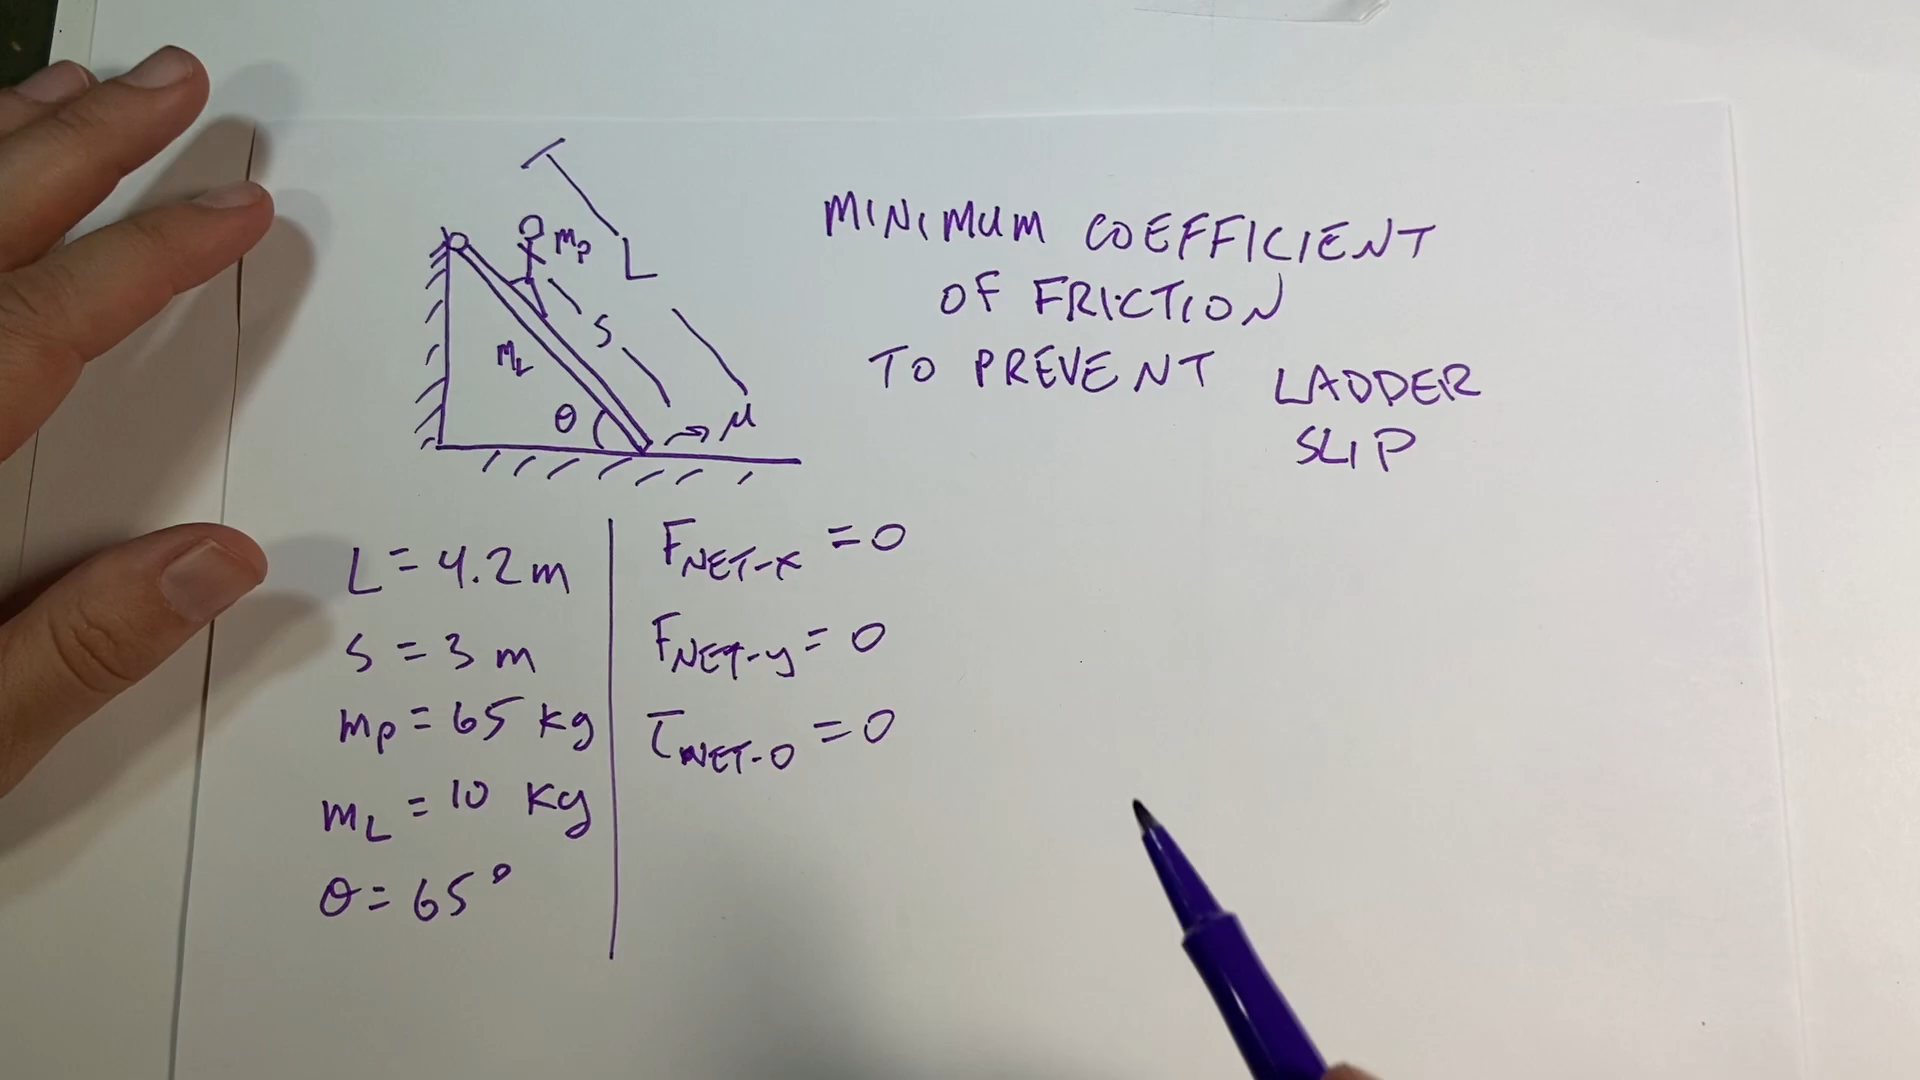 MINIMUM COEFFICIENT
OF FRICTION
TO PREVENT LADDER
SLIP
mp
L
S
mL
θ
μ
L = 4.2 m
S = 3 m
mp = 65 kg
mL = 10 kg
θ = 65°
FNET-x = 0
FNET-y = 0
τNET-O = 0